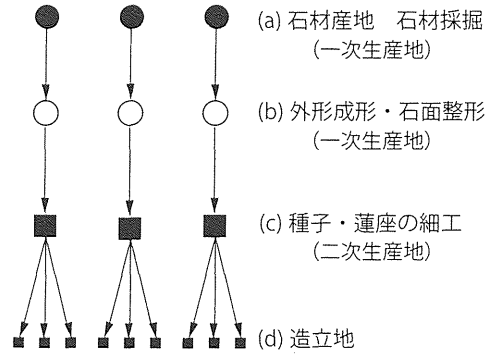 (a) 石材産地　石材採掘
(一次生産地)
(b) 外形成形・石面整形
(一次生産地)
(c) 種子・蓮座の細工
(二次生産地)
(d) 造立地